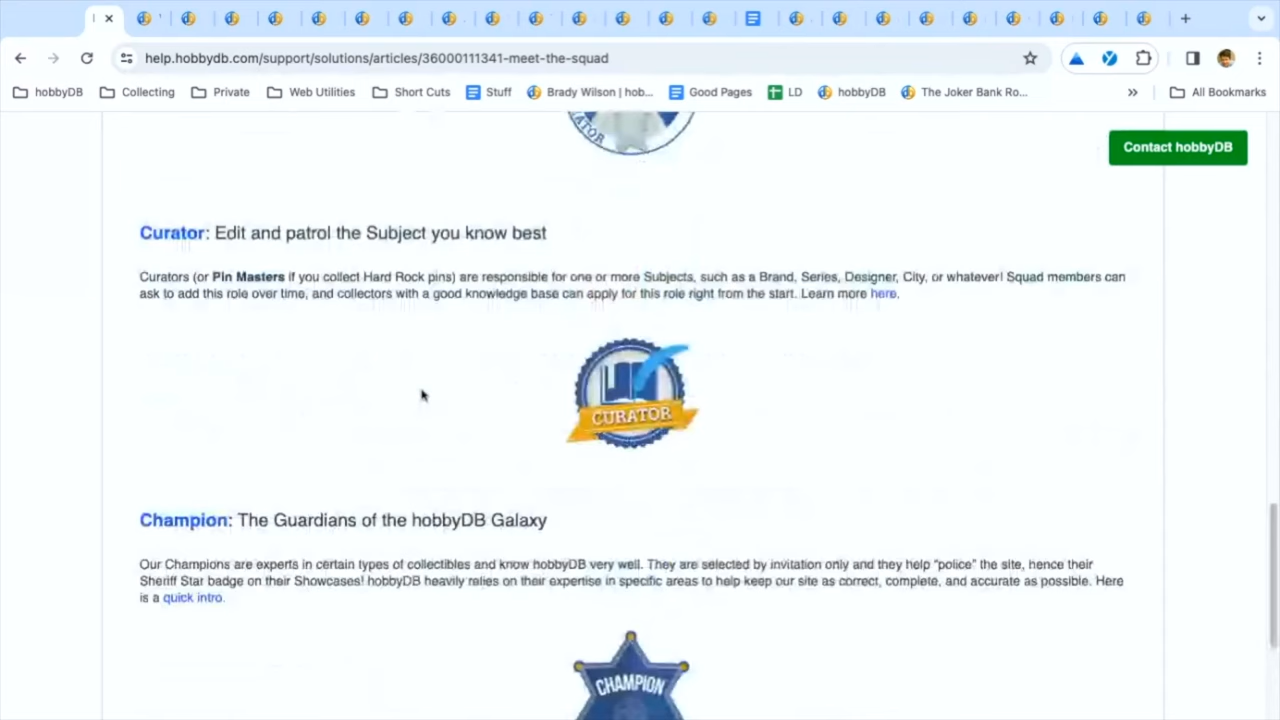 help.hobbydb.com/support/solutions/articles/36000111341-meet-the-squad
hobbyDB Collecting Private Web Utilities Short Cuts Stuff Brady Wilson | hob... Good Pages LD hobbyDB The Joker Bank Ro... » All Bookmarks
ATOR
Contact hobbyDB
Curator: Edit and patrol the Subject you know best
Curators (or Pin Masters if you collect Hard Rock pins) are responsible for one or more Subjects, such as a Brand, Series, Designer, City, or whatever! Squad members can
ask to add this role over time, and collectors with a good knowledge base can apply for this role right from the start. Learn more here.
CURATOR
Champion: The Guardians of the hobbyDB Galaxy
Our Champions are experts in certain types of collectibles and know hobbyDB very well. They are selected by invitation only and they help "police" the site, hence their
Sheriff Star badge on their Showcases! hobbyDB heavily relies on their expertise in specific areas to help keep our site as correct, complete, and accurate as possible. Here
is a quick intro.
CHAMPION